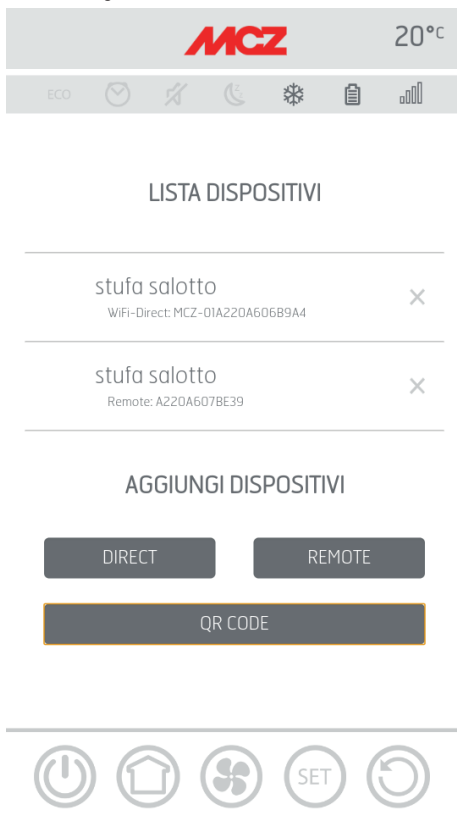 MCZ
20°C
ECO
LISTA DISPOSITIVI
stufa salotto
WiFi-Direct: MCZ-01A220A606B9A4
stufa salotto
Remote: A220A607BE39
AGGIUNGI DISPOSITIVI
DIRECT REMOTE
QR CODE
SET